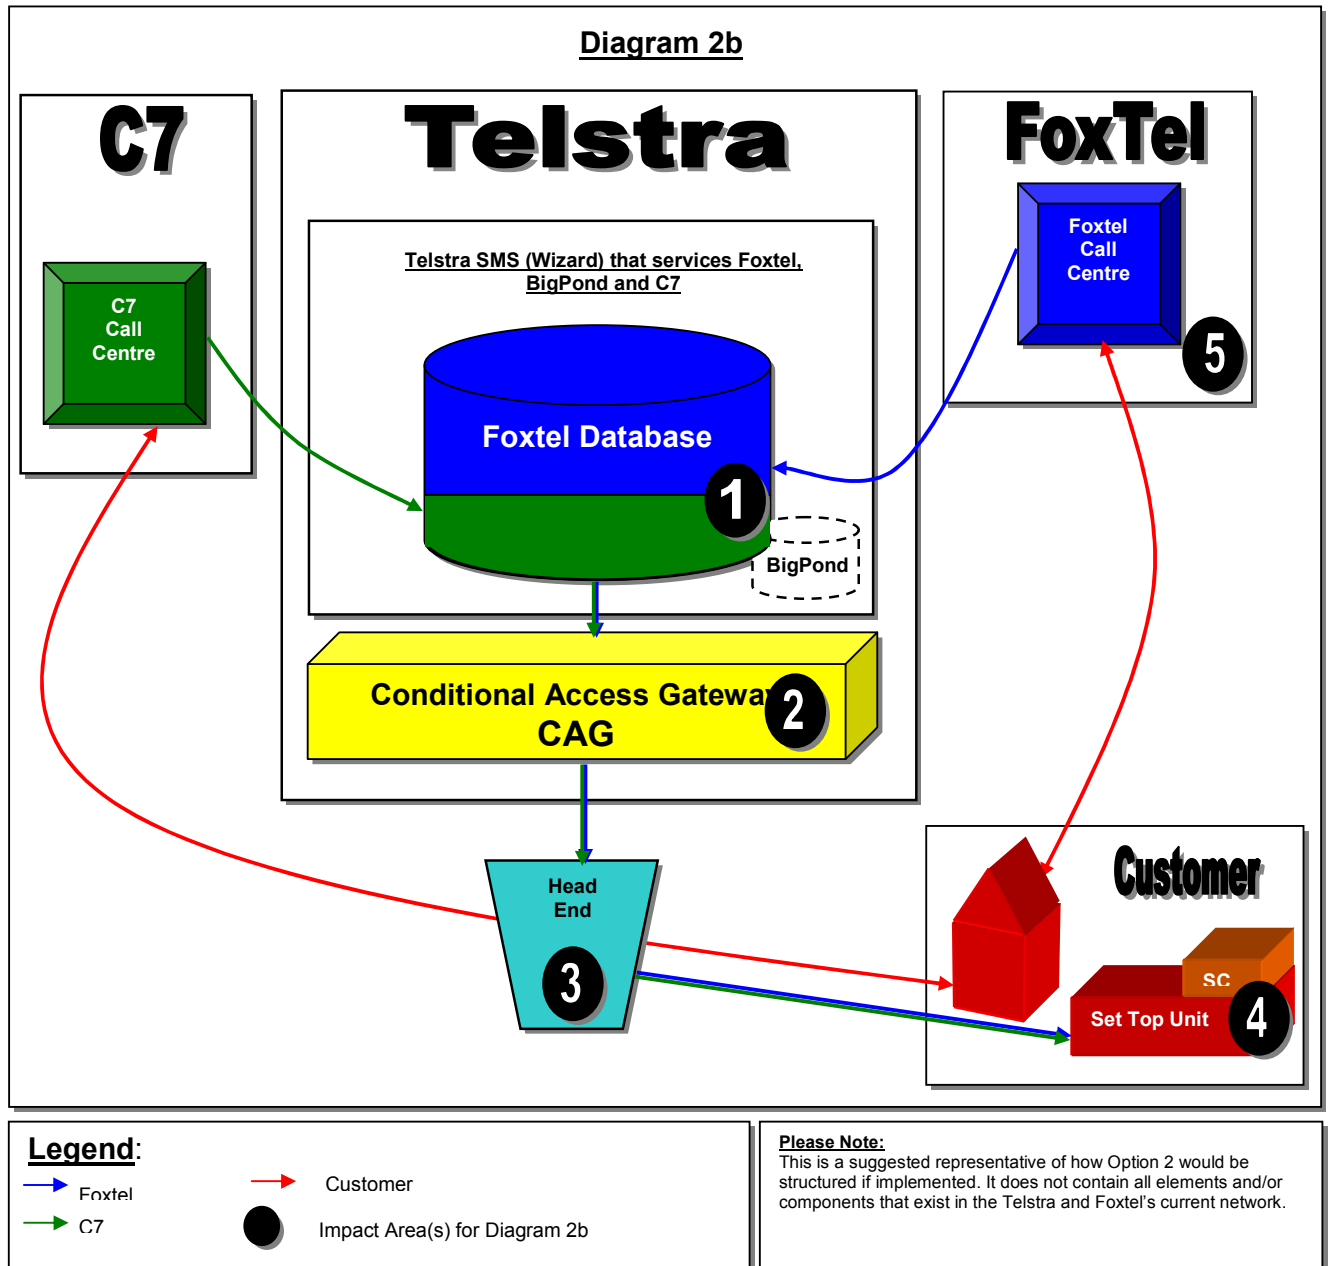 Diagram 2b
C7
Telstra
FoxTel
C7
Call
Centre
Telstra SMS (Wizard) that services Foxtel,
BigPond and C7
Foxtel
Call
Centre
5
Foxtel Database
1
BigPond
Conditional Access Gateway
CAG
2
Head
End
3
Customer
SC
Set Top Unit
4
Legend:
Foxtel
Customer
C7
Impact Area(s) for Diagram 2b
Please Note:
This is a suggested representative of how Option 2 would be
structured if implemented. It does not contain all elements and/or
components that exist in the Telstra and Foxtel's current network.